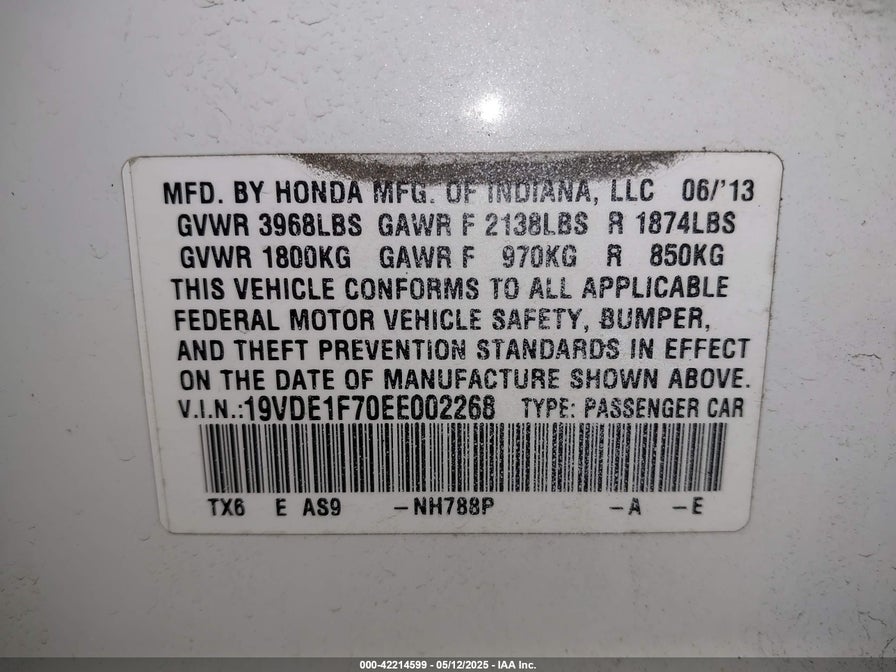 MFD. BY HONDA MFG. OF INDIANA, LLC 06/'13
GVWR 3968LBS GAWR F 2138LBS R 1874LBS
GVWR 1800KG GAWR F 970KG R 850KG
THIS VEHICLE CONFORMS TO ALL APPLICABLE
FEDERAL MOTOR VEHICLE SAFETY, BUMPER,
AND THEFT PREVENTION STANDARDS IN EFFECT
ON THE DATE OF MANUFACTURE SHOWN ABOVE.
V.I.N.:19VDE1F70EE002268 TYPE: PASSENGER CAR
TX6 E AS9 -NH788P -A -E
000-42214599 - 05/12/2025 - IAA Inc.